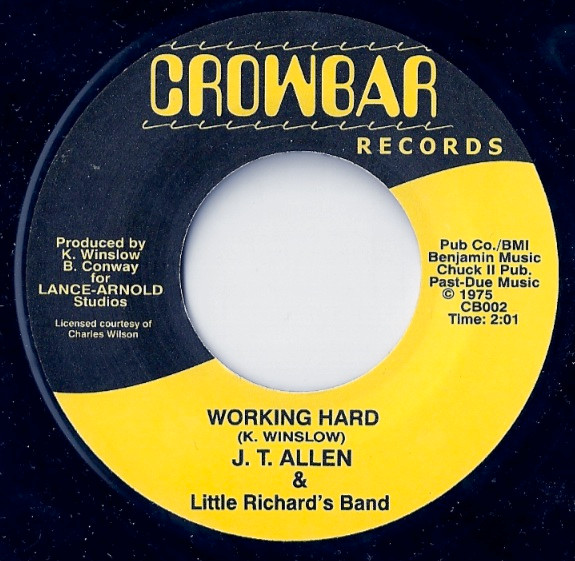 CROWBAR
RECORDS
Produced by
K. Winslow
B. Conway
for
LANCE-ARNOLD
Studios
Licensed courtesy of
Charles Wilson
Pub Co./BMI
Benjamin Music
Chuck II Pub.
Past-Due Music
© 1975
CB002
Time: 2:01
WORKING HARD
(K. WINSLOW)
J. T. ALLEN
&
Little Richard's Band